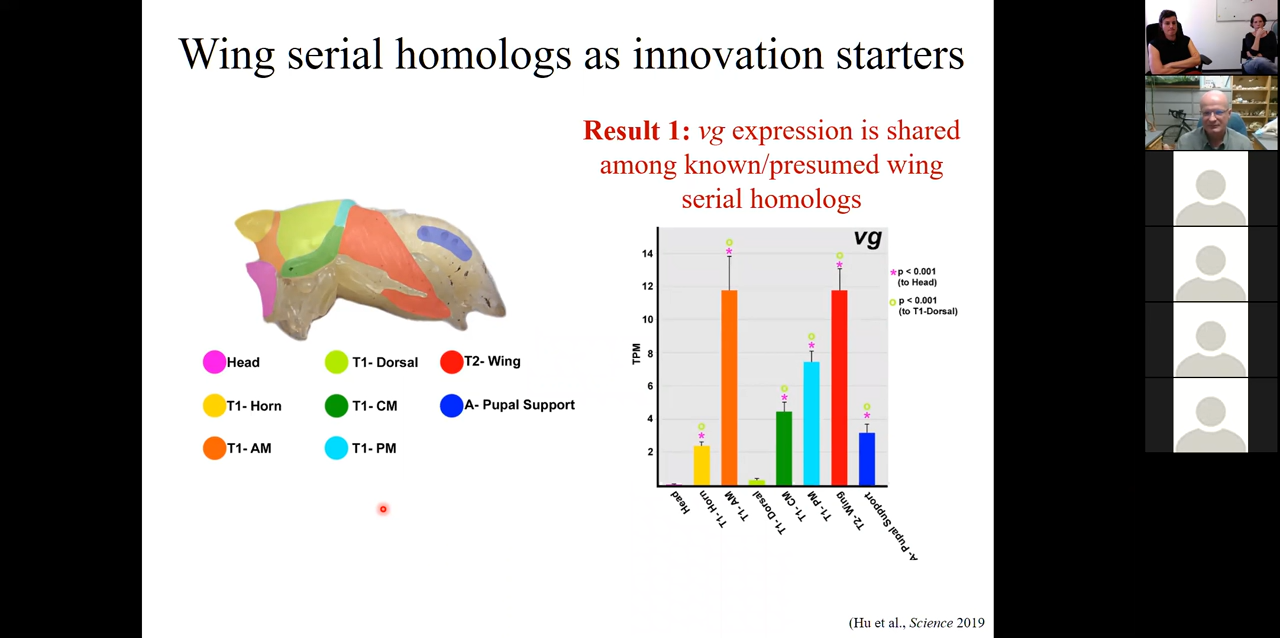 Wing serial homologs as innovation starters
Result 1: vg expression is shared
among known/presumed wing
serial homologs
vg
14
12
10
8
6
4
2
TPM
* p < 0.001
(to Head)
p < 0.001
(to T1-Dorsal)
Head
T1- Horn
T1- AM
T1- Dorsal
T1- CM
T1- PM
T2- Wing
A- Pupal Support
Head
T1- Dorsal
T2- Wing
T1- Horn
T1- CM
A- Pupal Support
T1- AM
T1- PM
(Hu et al., Science 2019